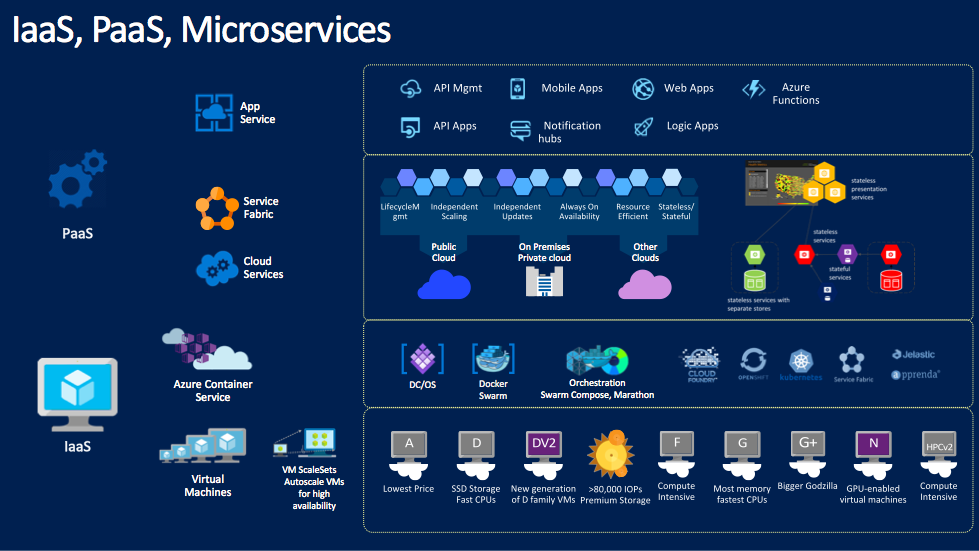 IaaS, PaaS, Microservices
App
Service
API Mgmt
Mobile Apps
Web Apps
Azure
Functions
API Apps
Notification
hubs
Logic Apps
PaaS
Service
Fabric
Cloud
Services
LifecycleM
gmt
Independent
Scaling
Independent
Updates
Always On
Availability
Resource
Efficient
Stateless/
Stateful
Public
Cloud
On Premises
Private cloud
Other
Clouds
stateless
presentation
services
stateless
services
stateful
services
stateless services with
separate stores
IaaS
Azure Container
Service
DC/OS
Docker
Swarm
Orchestration
Swarm Compose, Marathon
CLOUD
FOUNDRY
OPENSHIFT
kubernetes
Service Fabric
Jelastic
apprenda
Virtual
Machines
VM ScaleSets
Autoscale VMs
for high
availability
A
Lowest Price
D
SSD Storage
Fast CPUs
DV2
New generation
of D family VMs
>80,000 IOPs
Premium Storage
F
Compute
Intensive
G
Most memory
fastest CPUs
G+
Bigger Godzilla
N
GPU-enabled
virtual machines
HPCv2
Compute
Intensive